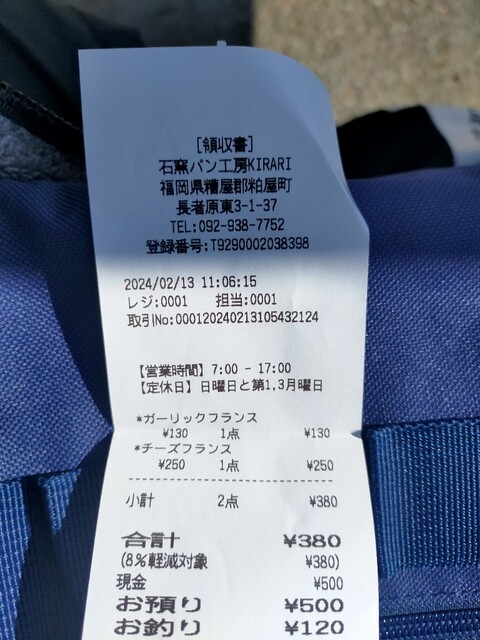 [領収書]
石窯パン工房KIRARI
福岡県糟屋郡粕屋町
長者原東3-1-37
TEL:092-938-7752
登録番号:T9290002038398
2024/02/13 11:06:15
レジ:0001 担当:0001
取引No:00012024021310543​2124
【営業時間】7:00 - 17:00
【定休日】日曜日と第1,3月曜日
*ガーリックフランス
¥130 1点 ¥130
*チーズフランス
¥250 1点 ¥250
小計 2点 ¥380
合計 ¥380
(8%軽減対象 ¥380)
現金 ¥500
お預り ¥500
お釣り ¥120